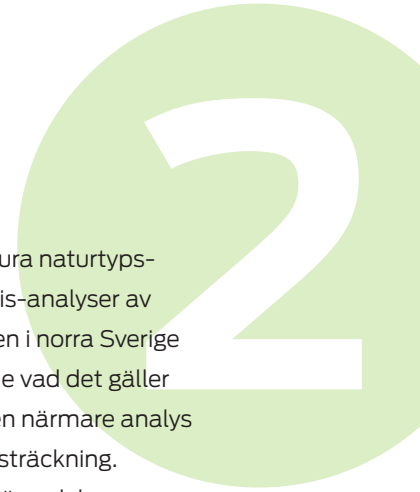 2
ura naturtyps-
is-analyser av
en i norra Sverige
e vad det gäller
en närmare analys
sträckning.